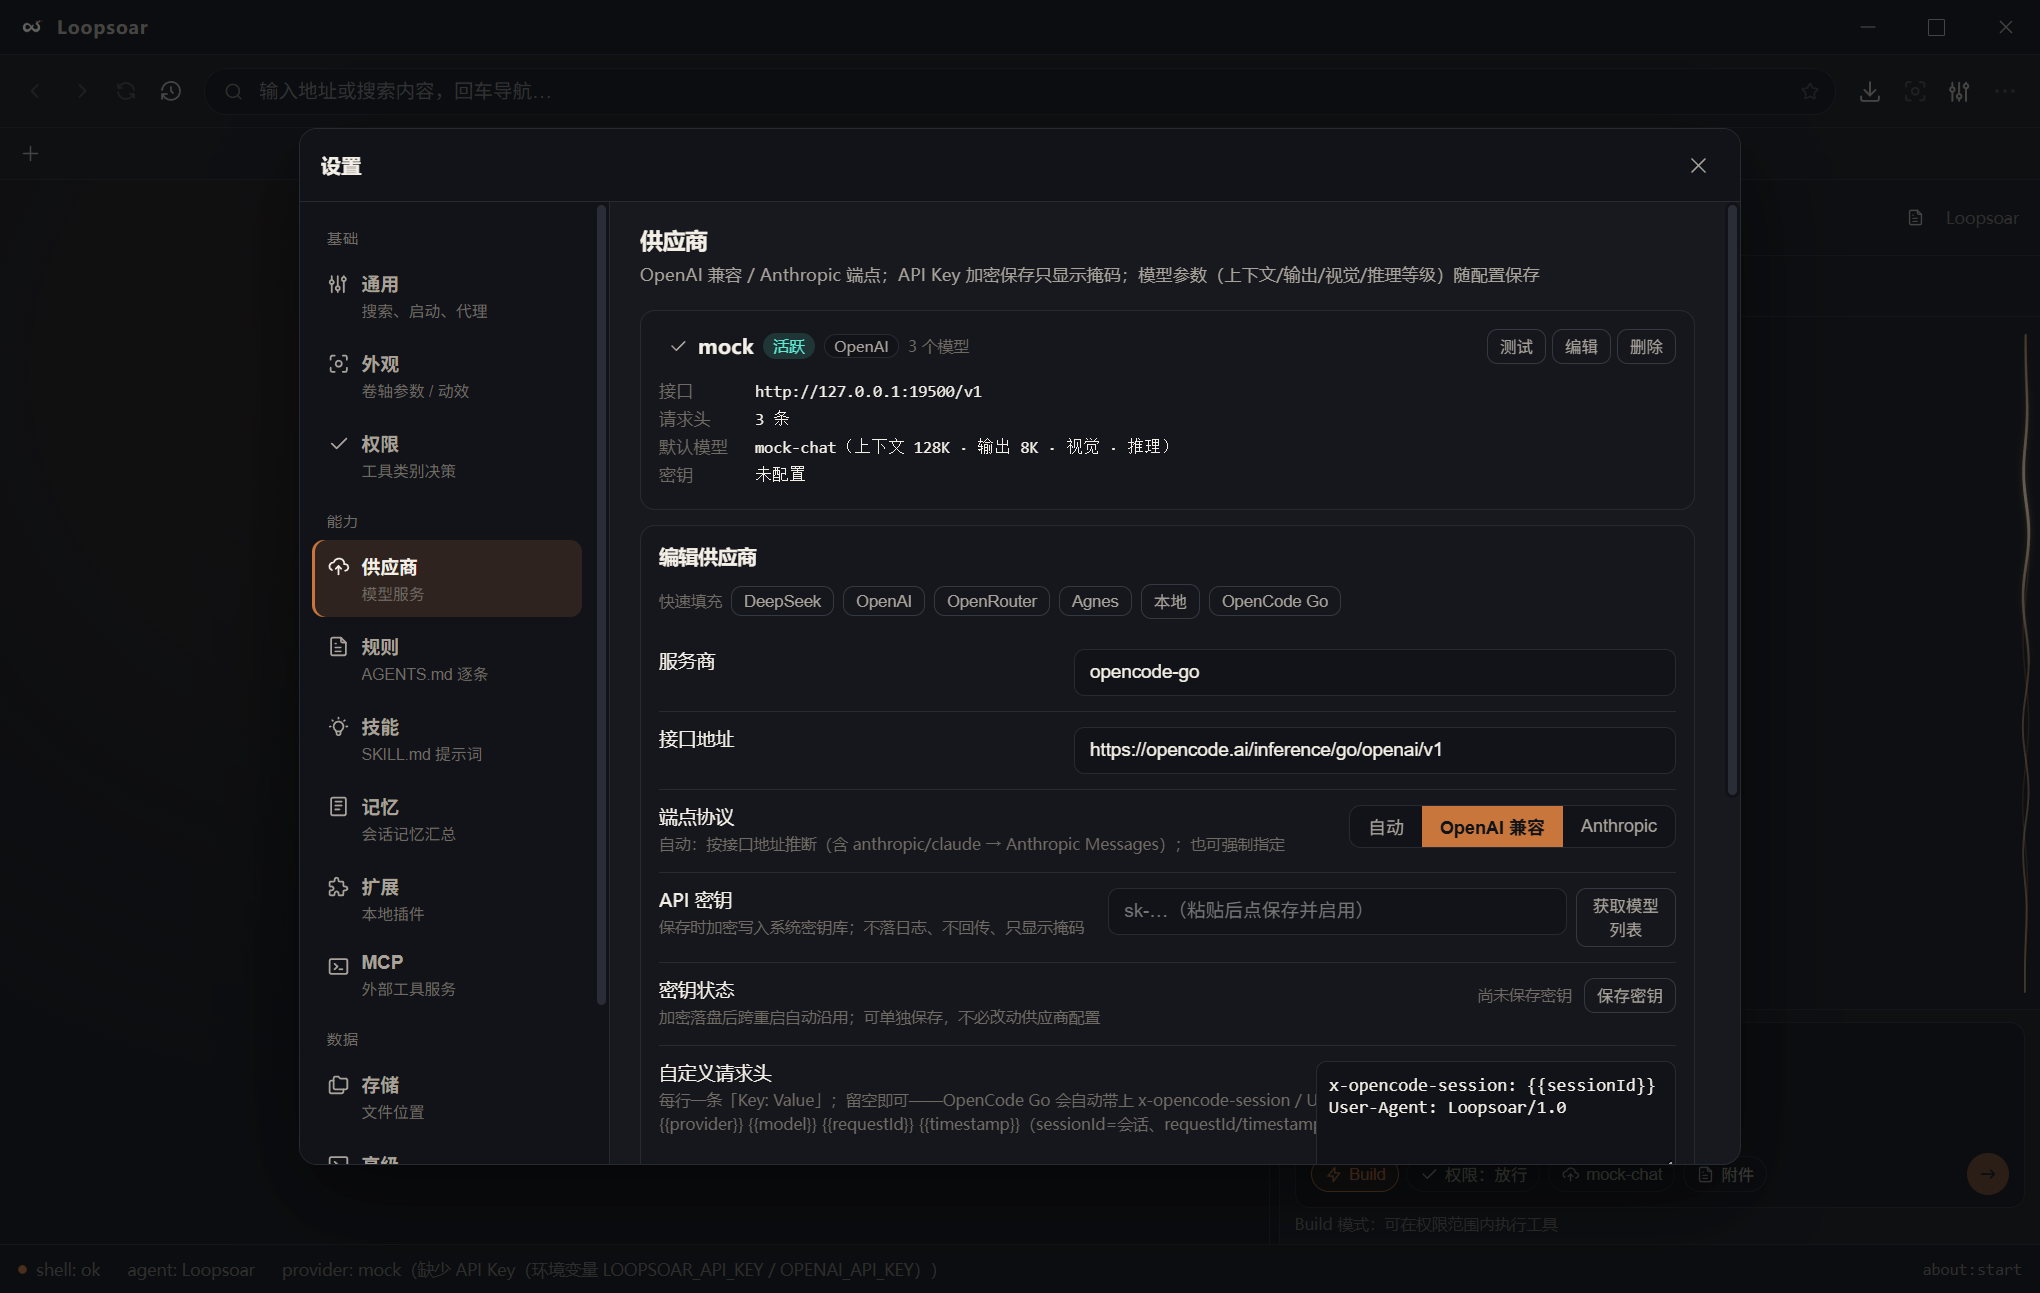 Loopsoar
输入地址或搜索内容，回车导航…
设置
Loopsoar
基础
通用
搜索、启动、代理
外观
卷轴参数 / 动效
权限
工具类别决策
能力
供应商
模型服务
规则
AGENTS.md 逐条
技能
SKILL.md 提示词
记忆
会话记忆汇总
扩展
本地插件
MCP
外部工具服务
数据
存储
文件位置
高级
供应商
OpenAI 兼容 / Anthropic 端点；API Key 加密保存只显示掩码；模型参数（上下文/输出/视觉/推理等级）随配置保存
mock 活跃 OpenAI 3 个模型 测试 编辑 删除
接口 http://127.0.0.1:19500/v1
请求头 3 条
默认模型 mock-chat（上下文 128K · 输出 8K · 视觉 · 推理）
密钥 未配置
编辑供应商
快速填充 DeepSeek OpenAI OpenRouter Agnes 本地 OpenCode Go
服务商 opencode-go
接口地址 https://opencode.ai/inference/go/openai/v1
端点协议
自动：按接口地址推断（含 anthropic/claude → Anthropic Messages）；也可强制指定
自动 OpenAI 兼容 Anthropic
API 密钥
保存时加密写入系统密钥库；不落日志、不回传、只显示掩码
sk-…（粘贴后点保存并启用）
获取模型
列表
密钥状态
加密落盘后跨重启自动沿用；可单独保存，不必改动供应商配置
尚未保存密钥 保存密钥
自定义请求头
每行一条「Key: Value」；留空即可——OpenCode Go 会自动带上 x-opencode-session / U
{{provider}} {{model}} {{requestId}} {{timestamp}}（sessionId=会话、requestId/timestamp
x-opencode-session: {{sessionId}}
User-Agent: Loopsoar/1.0
Build 权限：放行 mock-chat 附件
Build 模式：可在权限范围内执行工具
shell: ok agent: Loopsoar provider: mock（缺少 API Key（环境变量 LOOPSOAR_API_KEY / OPENAI_API_KEY））
about:start